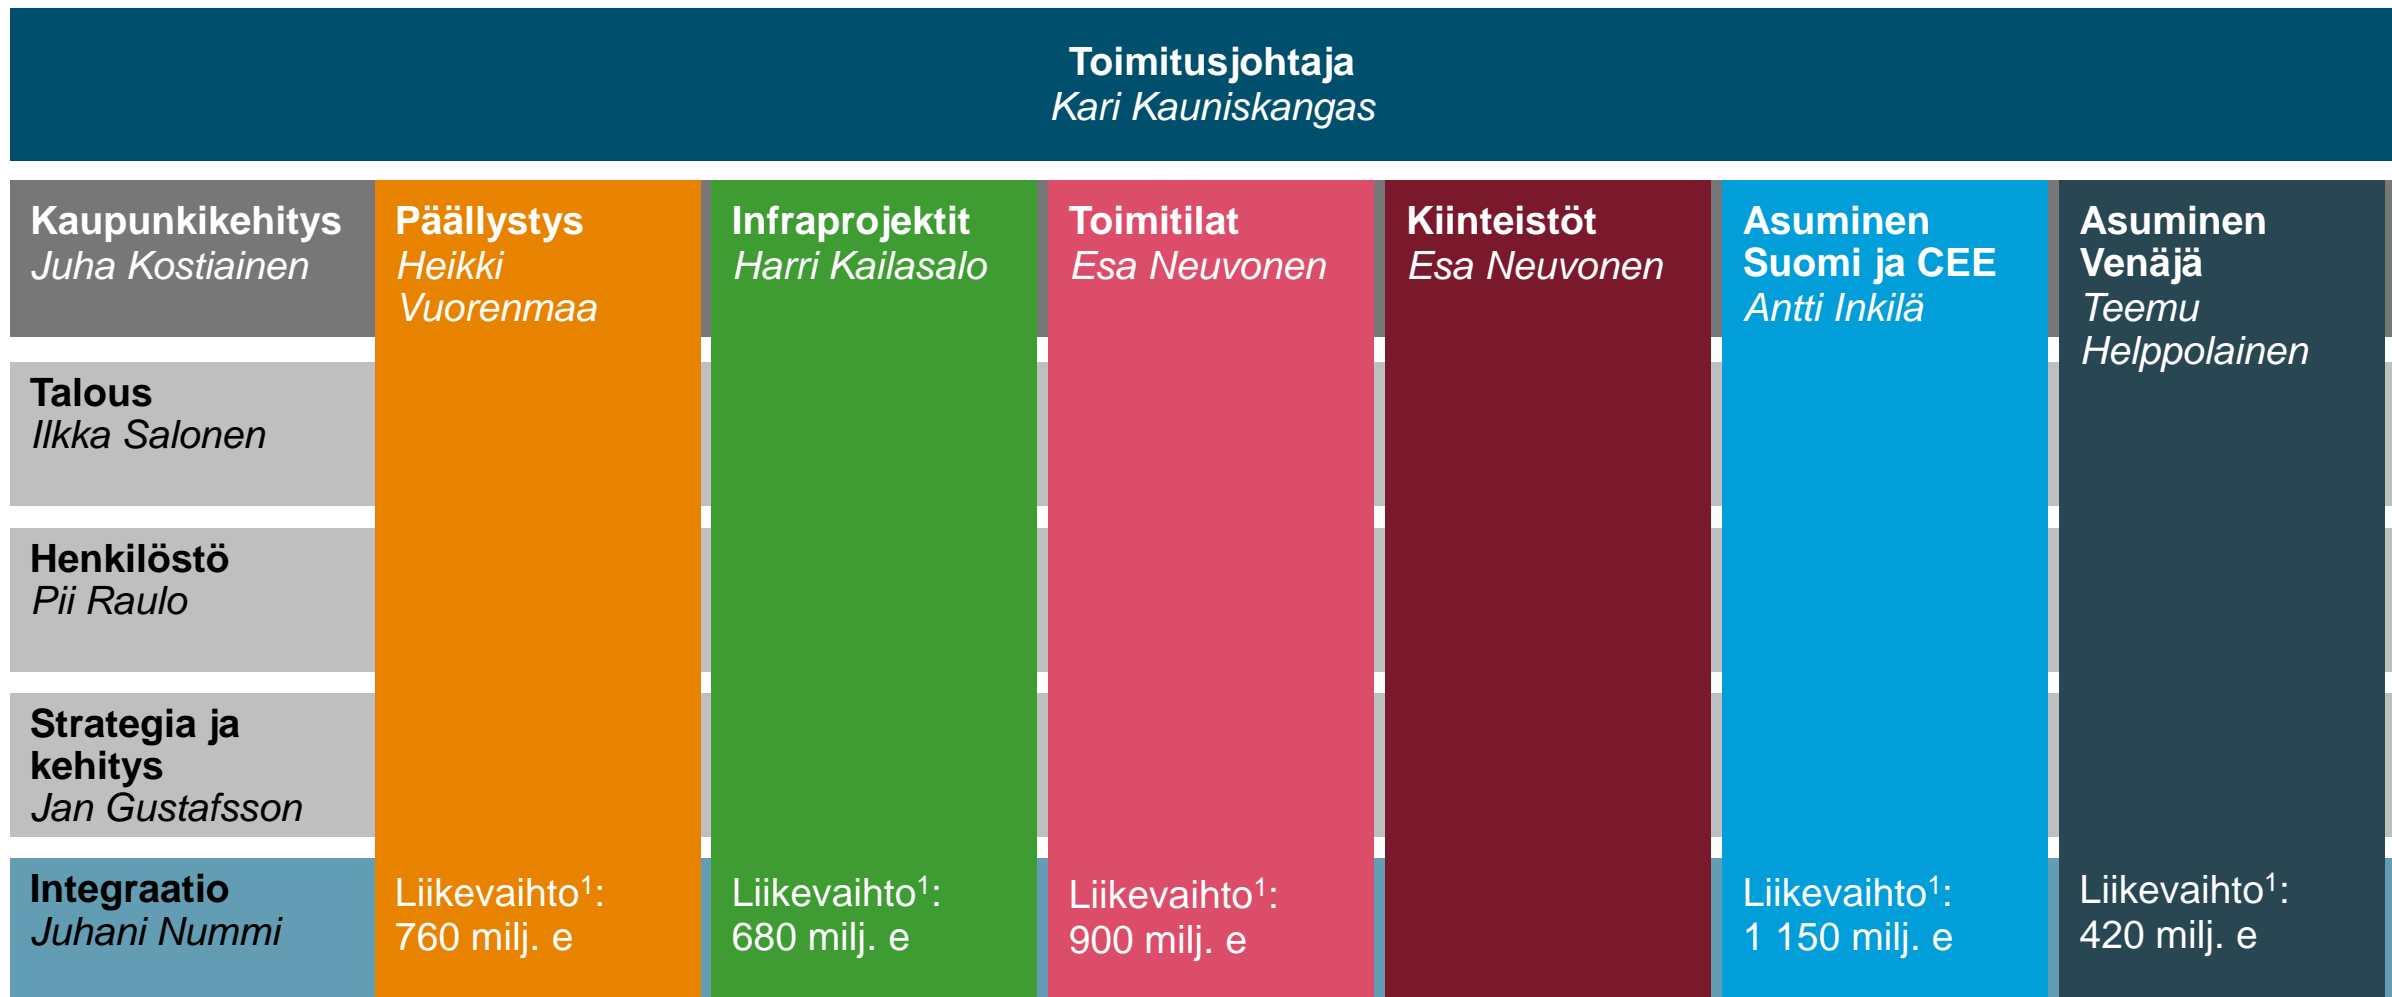 Toimitusjohtaja
Kari Kauniskangas
Kaupunkikehitys
Juha Kostiainen
Päällystys
Heikki
Vuorenmaa
Infraprojektit
Harri Kailasalo
Toimitilat
Esa Neuvonen
Kiinteistöt
Esa Neuvonen
Asuminen
Suomi ja CEE
Antti Inkilä
Asuminen
Venäjä
Teemu
Helppolainen
Talous
Ilkka Salonen
Henkilöstö
Pii Raulo
Strategia ja
kehitys
Jan Gustafsson
Integraatio
Juhani Nummi
Liikevaihto¹:
760 milj. e
Liikevaihto¹:
680 milj. e
Liikevaihto¹:
900 milj. e
Liikevaihto¹:
1 150 milj. e
Liikevaihto¹:
420 milj. e